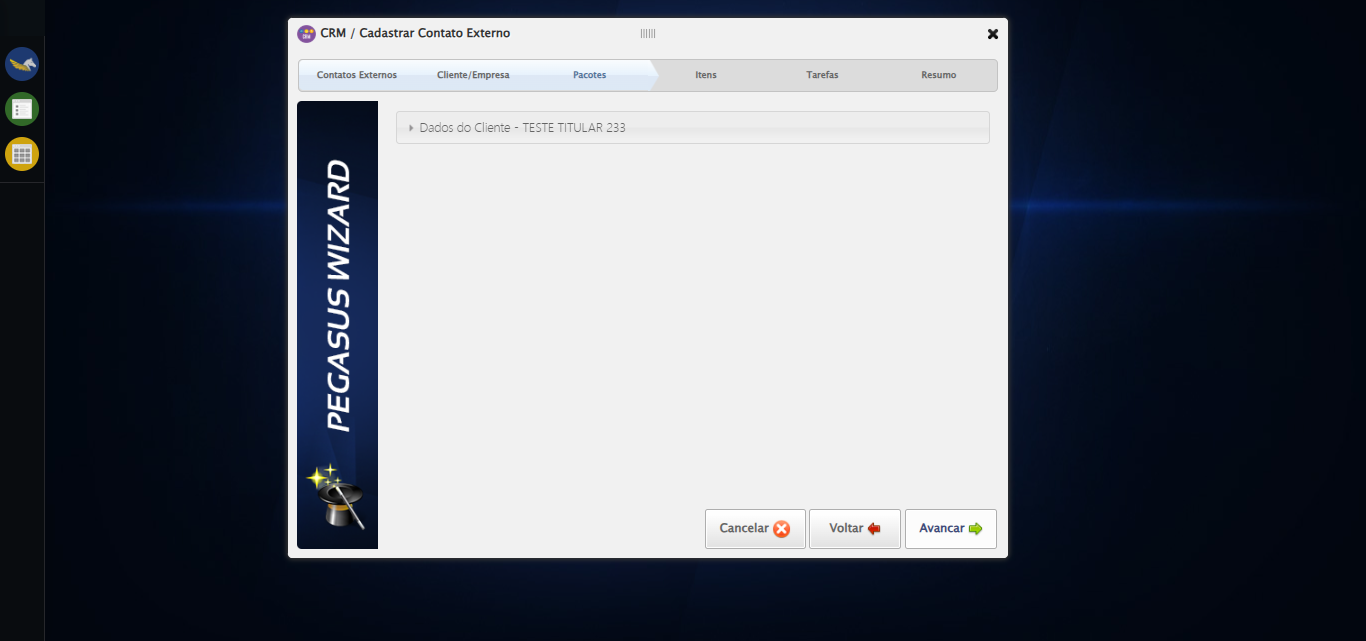 CRM / Cadastrar Contato Externo
Contatos Externos Cliente/Empresa Pacotes Itens Tarefas Resumo
Dados do Cliente - TESTE TITULAR 233
PEGASUS WIZARD
Cancelar Voltar Avancar